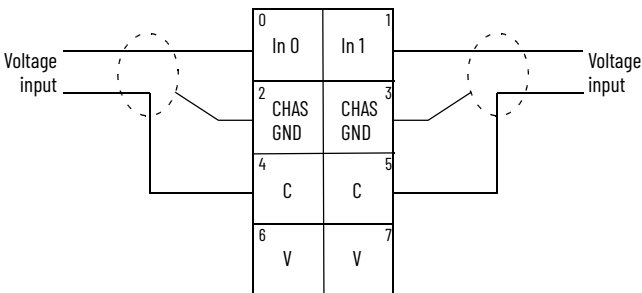 0 1
In 0 In 1
Voltage
input
Voltage
input
2 3
CHAS
GND
CHAS
GND
4 5
C C
6 7
V V